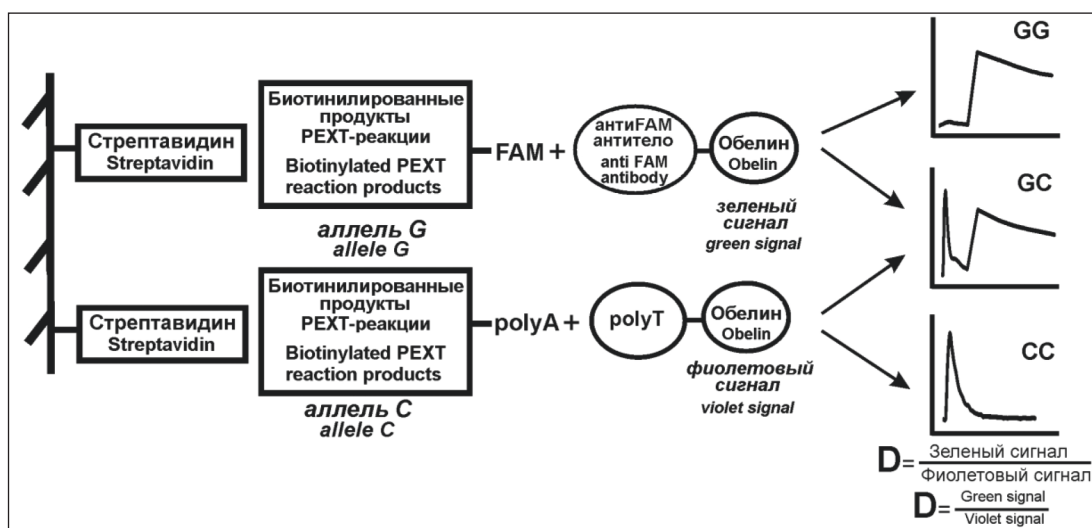 Стрептавидин
Streptavidin
Биотинилированные
продукты
PEXT-реакции
Biotinylated PEXT
reaction products
аллель G
allele G
FAM +
антиFAM
антитело
anti FAM
antibody
Обелин
Obelin
зеленый
сигнал
green signal
Стрептавидин
Streptavidin
Биотинилированные
продукты
PEXT-реакции
Biotinylated PEXT
reaction products
аллель C
allele C
polyA +
polyT
Обелин
Obelin
фиолетовый
сигнал
violet signal
GG
GC
CC
D= Зеленый сигнал
Фиолетовый сигнал
D= Green signal
Violet signal